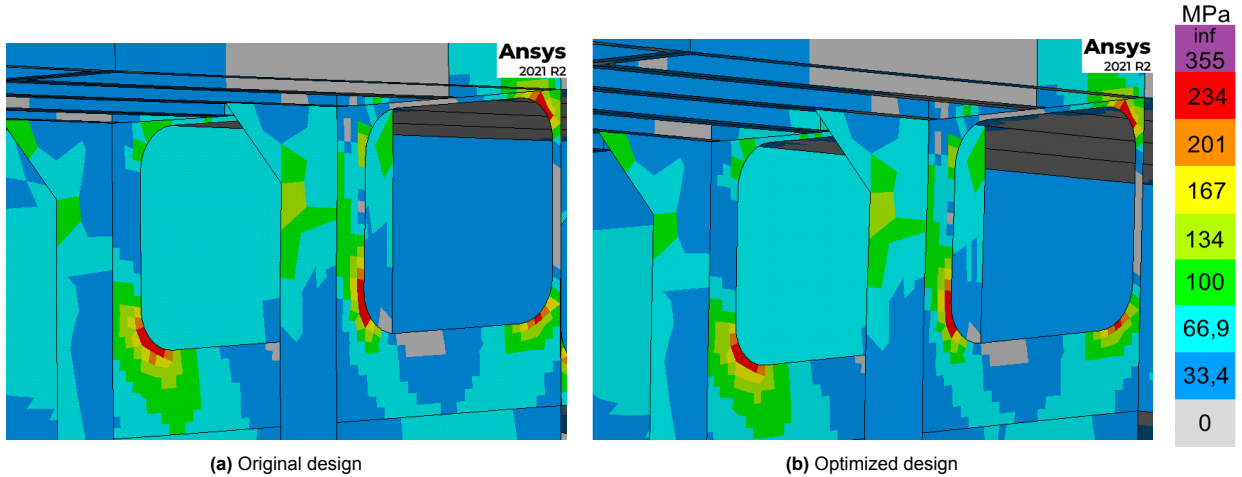 Ansys
2021 R2
Ansys
2021 R2
MPa
inf
355
234
201
167
134
100
66,9
33,4
0
(a) Original design
(b) Optimized design